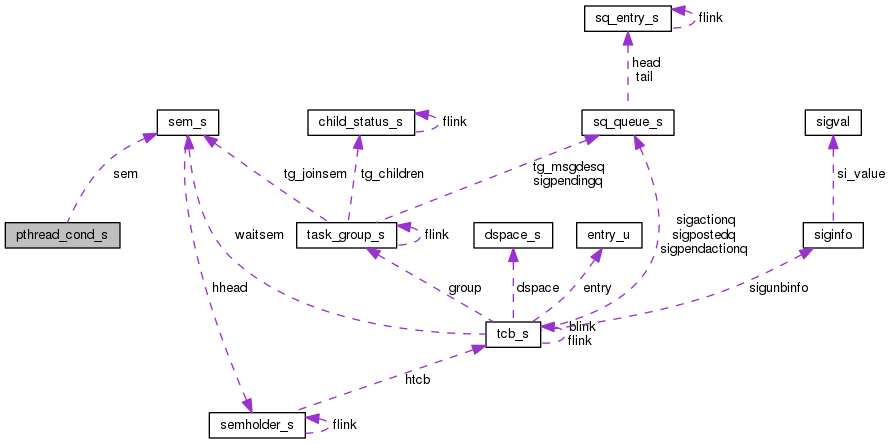 sq_entry_s
flink
head
tail
sem_s
child_status_s
flink
sq_queue_s
sigval
sem
tg_joinsem
tg_children
tg_msgdesq
sigpendingq
si_value
pthread_cond_s
waitsem
task_group_s
flink
dspace_s
entry_u
sigactionq
sigpostedq
sigpendactionq
siginfo
hhead
group
dspace
entry
sigunbinfo
tcb_s
blink
flink
htcb
semholder_s
flink